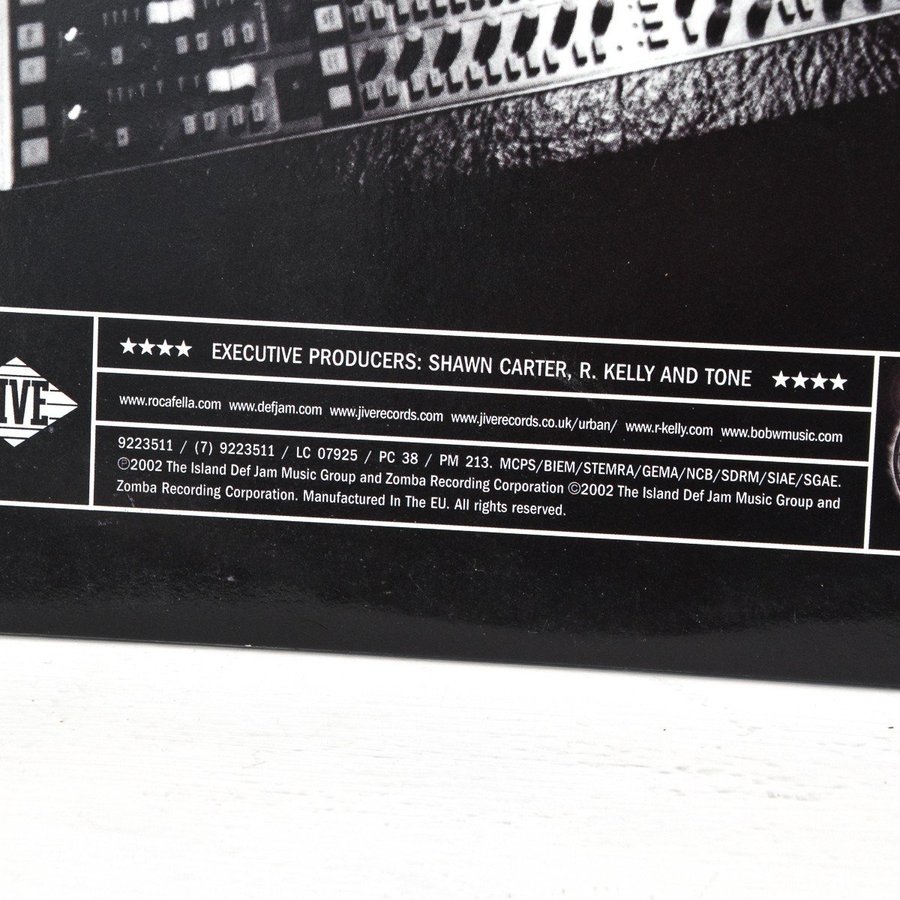 ★★★★ EXECUTIVE PRODUCERS: SHAWN CARTER, R. KELLY AND TONE ★★★★
IVE
www.rocafella.com www.defjam.com www.jiverecords.com www.jiverecords.co.uk/urban/ www.r-kelly.com www.bobwmusic.com
9223511 / (7) 9223511 / LC 07925 / PC 38 / PM 213. MCPS/BIEM/STEMRA/GEMA/NCB/SDRM/SIAE/SGAE.
℗2002 The Island Def Jam Music Group and Zomba Recording Corporation ©2002 The Island Def Jam Music Group and
Zomba Recording Corporation. Manufactured In The EU. All rights reserved.